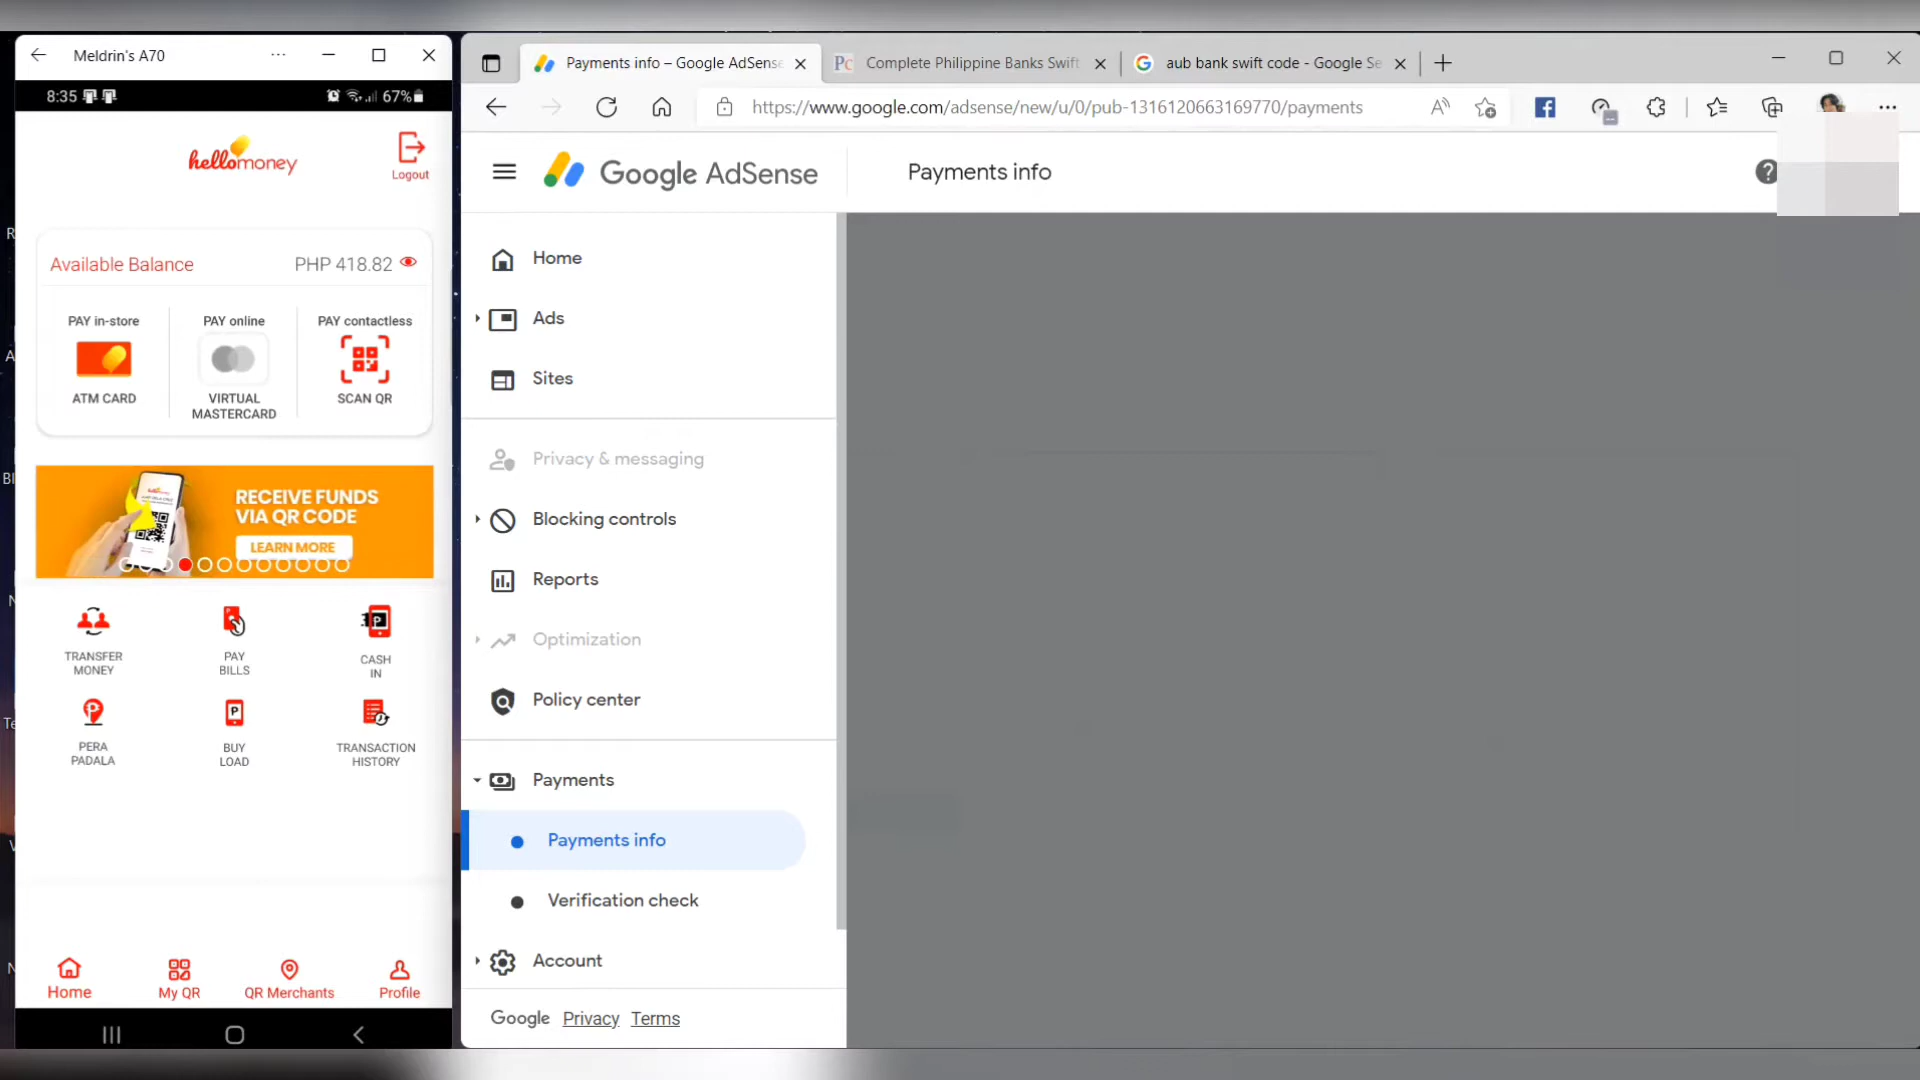 Meldrin's A70
8:35
67%
hellomoney
Logout
Available Balance
PHP 418.82
PAY in-store
PAY online
PAY contactless
ATM CARD
VIRTUAL
MASTERCARD
SCAN QR
RECEIVE FUNDS
VIA QR CODE
LEARN MORE
TRANSFER
MONEY
PAY
BILLS
CASH
IN
PERA
PADALA
BUY
LOAD
TRANSACTION
HISTORY
Home
My QR
QR Merchants
Profile
Payments info – Google AdSense
Complete Philippine Banks Swift
aub bank swift code - Google Se
https://www.google.com/adsense/new/u/0/pub-1316120663169770/payments
Google AdSense
Payments info
Home
Ads
Sites
Privacy & messaging
Blocking controls
Reports
Optimization
Policy center
Payments
Payments info
Verification check
Account
Google Privacy Terms